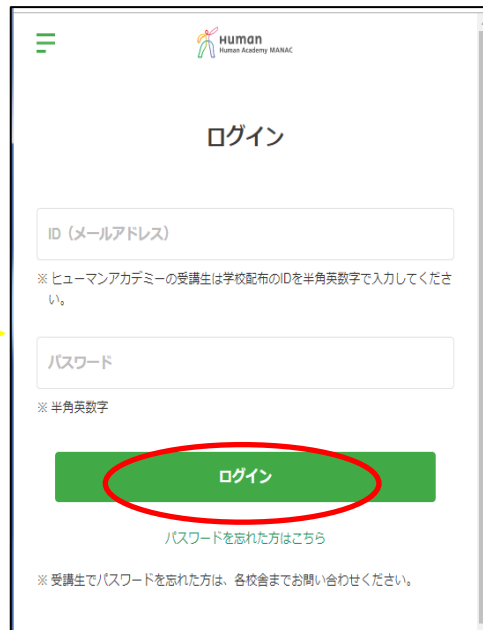 Human
Human Academy MANAC
ログイン
ID（メールアドレス）
※ ヒューマンアカデミーの受講生は学校配布のIDを半角英数字で入力してくださ
い。
パスワード
※ 半角英数字
ログイン
パスワードを忘れた方はこちら
※ 受講生でパスワードを忘れた方は、各校舎までお問い合わせください。